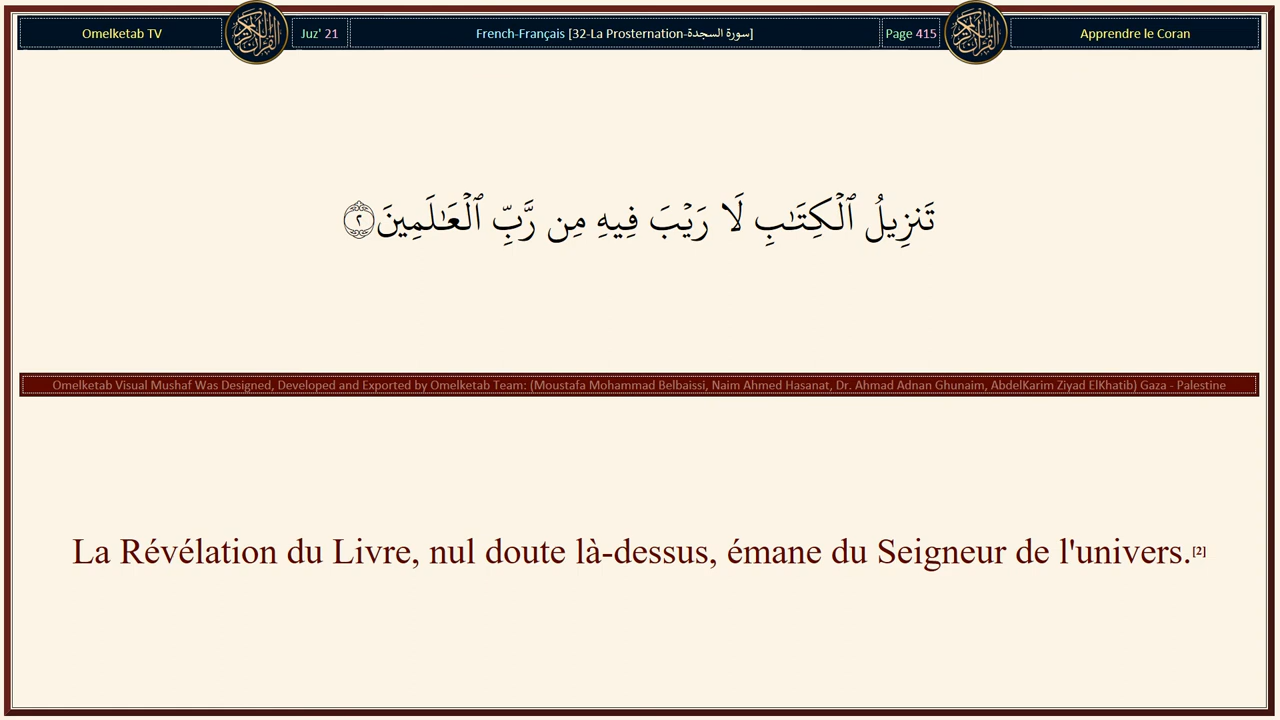 Omelketab TV
Juz' 21
French-Français [32-La Prosternation-سورة السجدة]
Page 415
Apprendre le Coran
تَنزِيلُ ٱلْكِتَـٰبِ لَا رَيْبَ فِيهِ مِن رَّبِّ ٱلْعَـٰلَمِينَ ٢
Omelketab Visual Mushaf Was Designed, Developed and Exported by Omelketab Team: (Moustafa Mohammad Belbaissi, Naim Ahmed Hasanat, Dr. Ahmad Adnan Ghunaim, AbdelKarim Ziyad ElKhatib) Gaza - Palestine
La Révélation du Livre, nul doute là-dessus, émane du Seigneur de l'univers.[2]